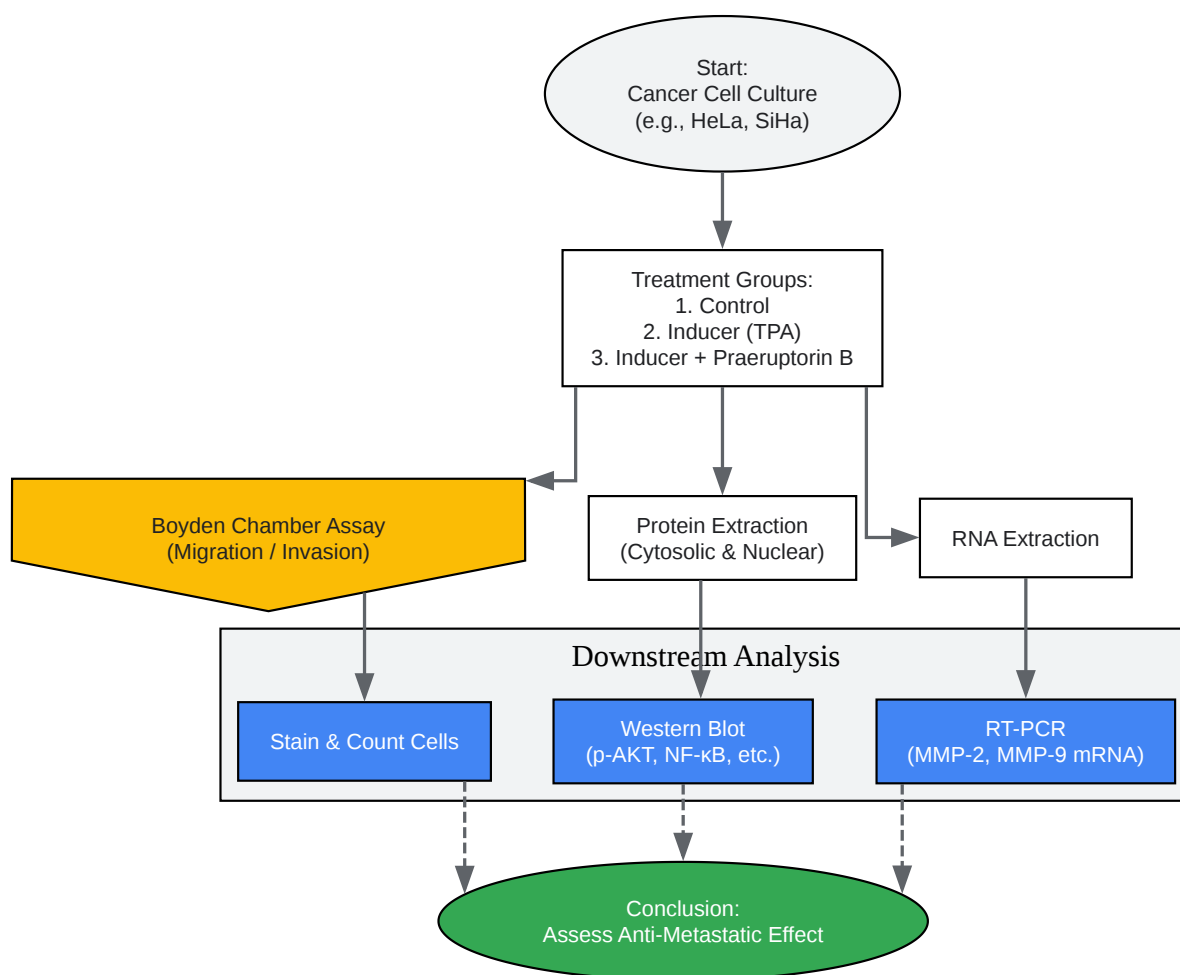 Start:
Cancer Cell Culture
(e.g., HeLa, SiHa)
Treatment Groups:
1. Control
2. Inducer (TPA)
3. Inducer + Praeruptorin B
Boyden Chamber Assay
(Migration / Invasion)
Protein Extraction
(Cytosolic & Nuclear)
RNA Extraction
Downstream Analysis
Stain & Count Cells
Western Blot
(p-AKT, NF-κB, etc.)
RT-PCR
(MMP-2, MMP-9 mRNA)
Conclusion:
Assess Anti-Metastatic Effect